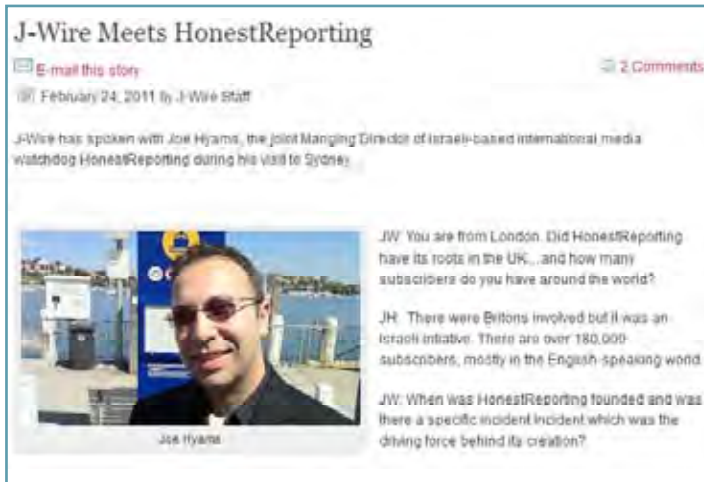 J-Wire Meets HonestReporting
E-mail this story
2 Comments
February 24, 2011 by J-Wire Staff
J-Wire has spoken with Joe Hyams, the joint Manging Director of Israeli-based international media
watchdog HonestReporting during his visit to Sydney.
JW: You are from London. Did HonestReporting
have its roots in the UK... and how many
subscribers do you have around the world?
JH: There were Britons involved but it was an
Israeli intiative. There are over 180,000
subscribers, mostly in the English-speaking world.
JW: When was HonestReporting founded and was
there a specific incident incident which was the
driving force behind its creation?
Joe Hyams